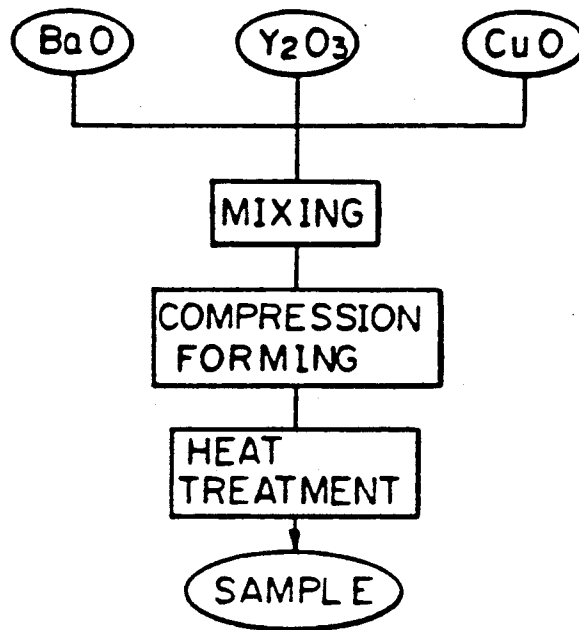 BaO Y₂O₃ CuO
MIXING
COMPRESSION
FORMING
HEAT
TREATMENT
SAMPLE